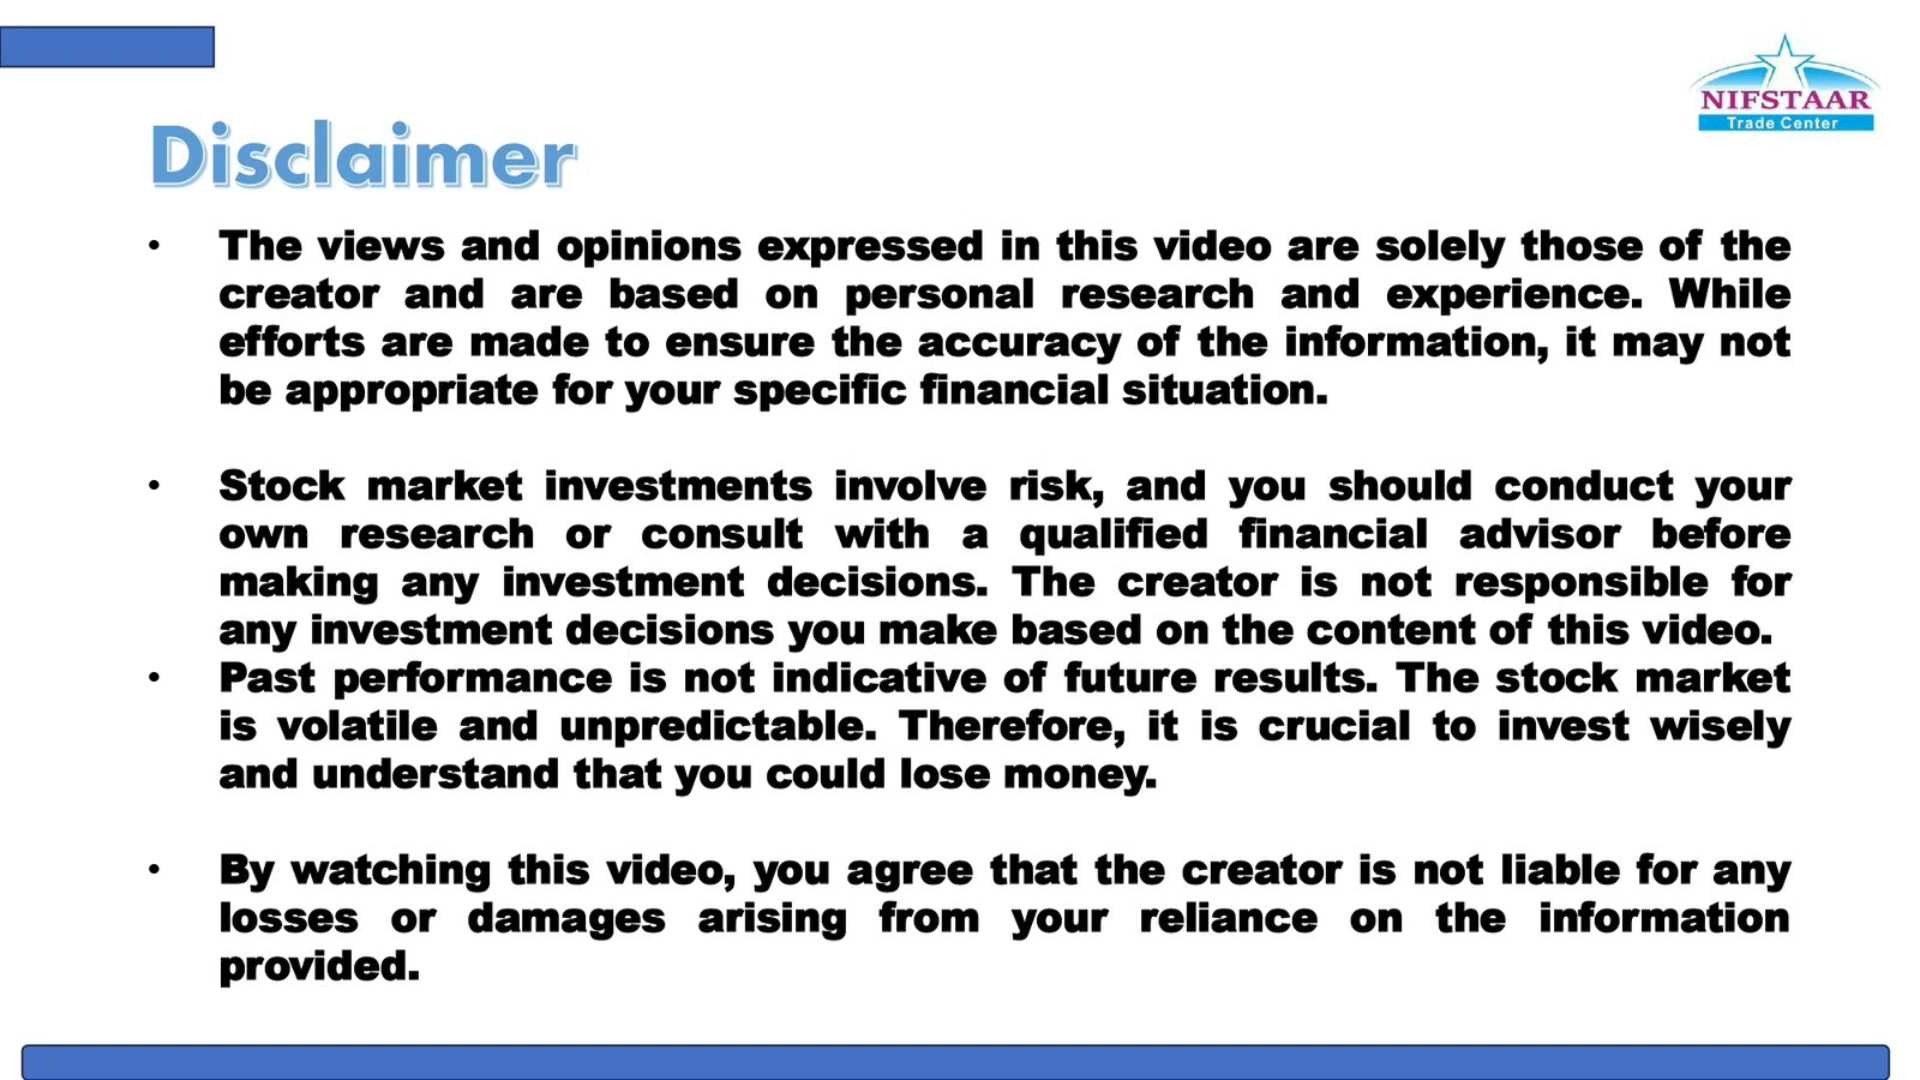 NIFSTAAR
Trade Center
Disclaimer
• The views and opinions expressed in this video are solely those of the
creator and are based on personal research and experience. While
efforts are made to ensure the accuracy of the information, it may not
be appropriate for your specific financial situation.
• Stock market investments involve risk, and you should conduct your
own research or consult with a qualified financial advisor before
making any investment decisions. The creator is not responsible for
any investment decisions you make based on the content of this video.
• Past performance is not indicative of future results. The stock market
is volatile and unpredictable. Therefore, it is crucial to invest wisely
and understand that you could lose money.
• By watching this video, you agree that the creator is not liable for any
losses or damages arising from your reliance on the information
provided.